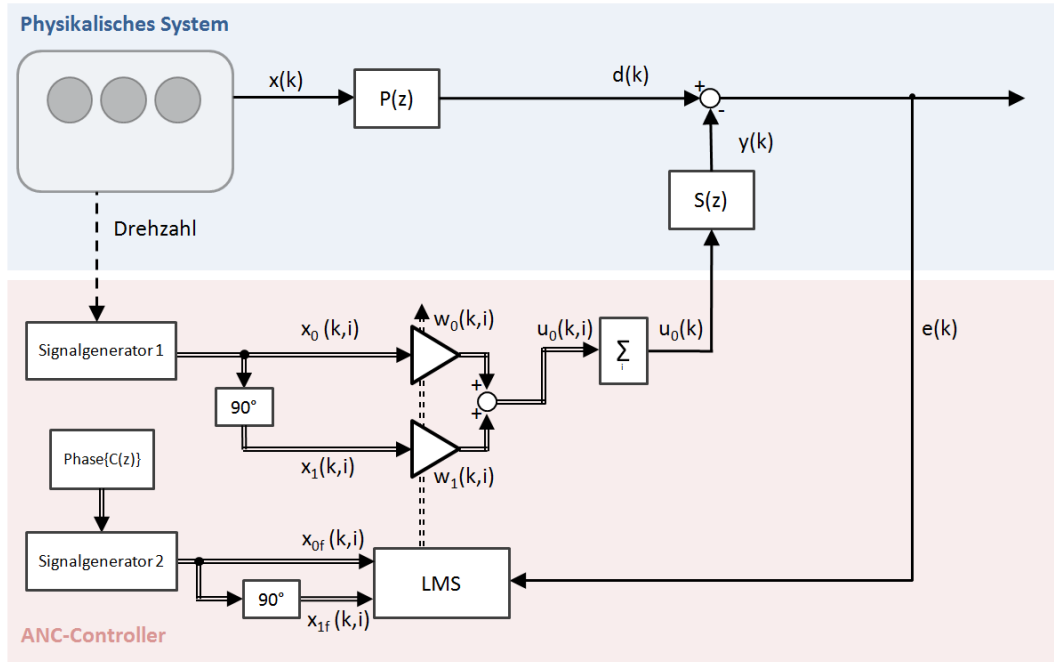 Physikalisches System
x(k)
P(z)
d(k)
+
-
y(k)
S(z)
Drehzahl
e(k)
Signalgenerator 1
x₀ (k,i)
w₀(k,i)
u₀(k,i)
Σ
i
u₀(k)
90°
+
+
x₁(k,i)
w₁(k,i)
Phase{C(z)}
Signalgenerator 2
x₀f (k,i)
LMS
90°
x₁f (k,i)
ANC-Controller